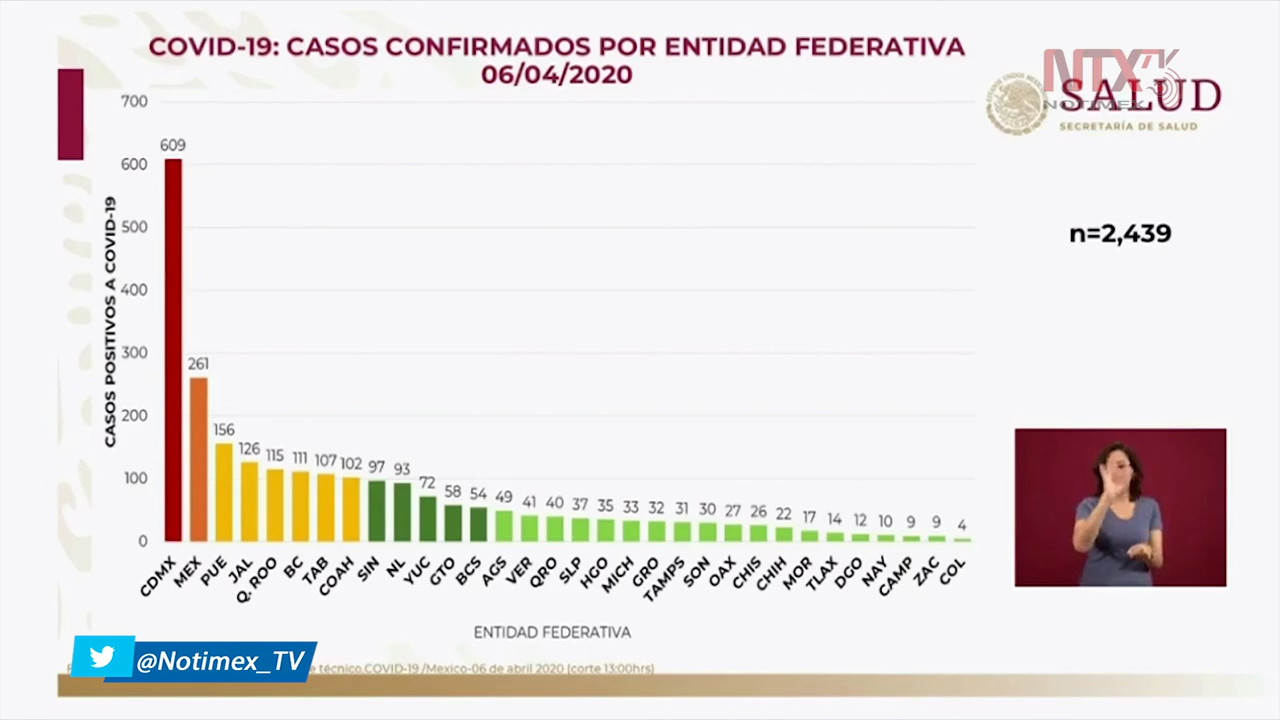 COVID-19: CASOS CONFIRMADOS POR ENTIDAD FEDERATIVA
06/04/2020
NTX
NOTIMEX
SALUD
SECRETARÍA DE SALUD
n=2,439
CASOS POSITIVOS A COVID-19
700
600
500
400
300
200
100
0
609 261 156 126 115 111 107 102 97 93 72 58 54 49 41 40 37 35 33 32 31 30 27 26 22 17 14 12 10 9 9 4
CDMX MEX PUE JAL Q. ROO BC TAB COAH SIN NL YUC GTO BCS AGS VER QRO SLP HGO MICH GRO TAMPS SON OAX CHIS CHIH MOR TLAX DGO NAY CAMP ZAC COL
ENTIDAD FEDERATIVA
@Notimex_TV
técnico.COVID-19 /Mexico-06 de abril 2020 (corte 13:00hrs)